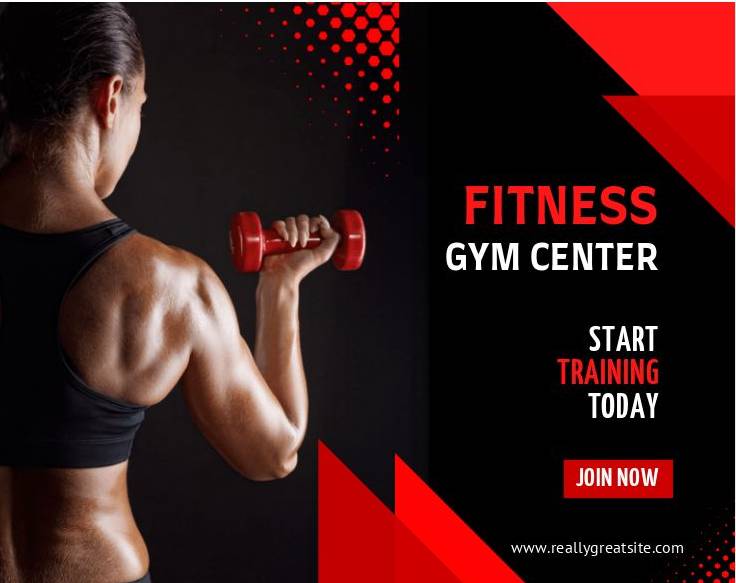 FITNESS
GYM CENTER
START
TRAINING
TODAY
JOIN NOW
www.reallygreatsite.com